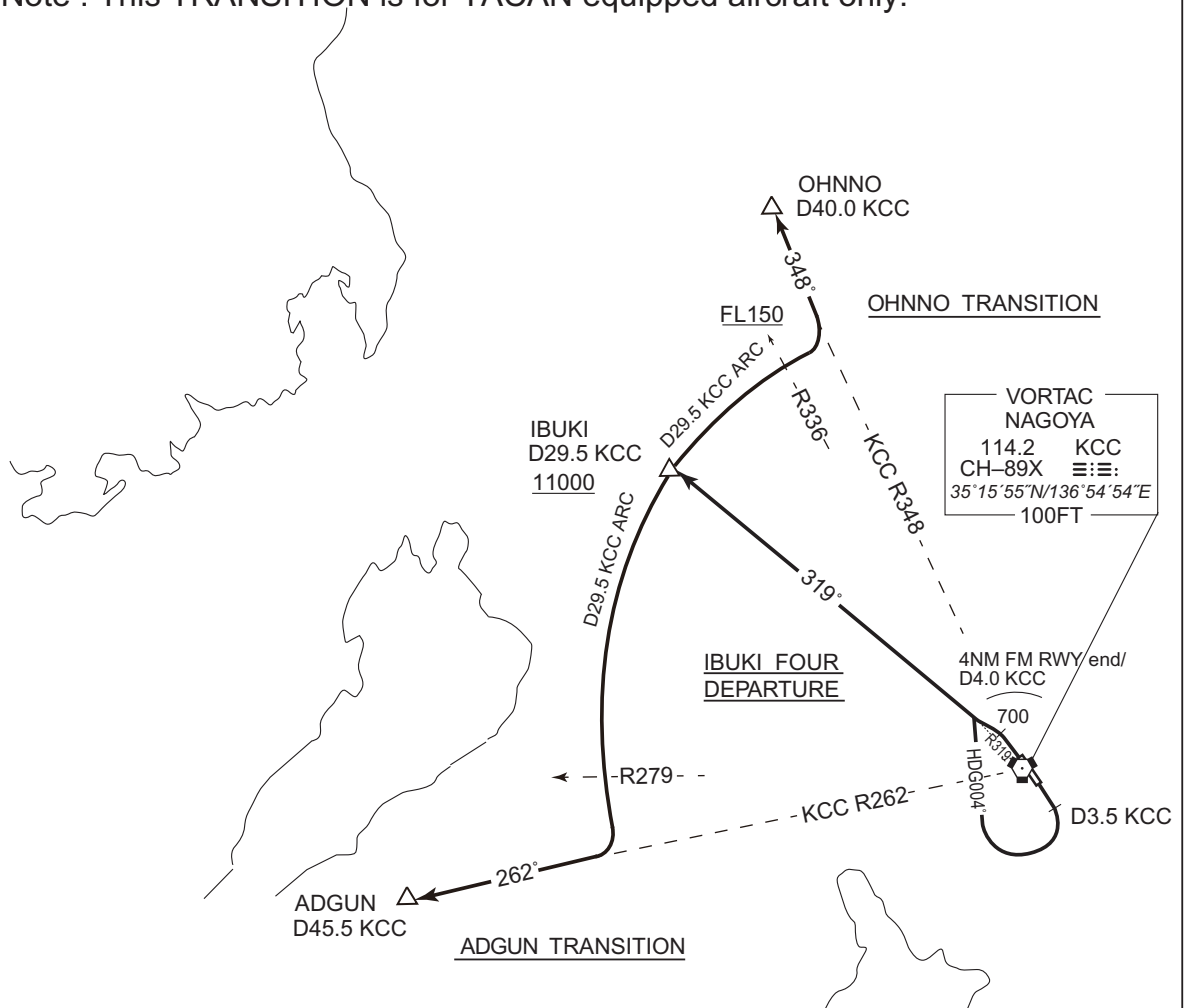 Note : This TRANSITION is for TACAN equipped aircraft only.
OHNNO
D40.0 KCC
348°
OHNNO TRANSITION
FL150
D29.5 KCC ARC
R336
KCC R348
VORTAC
NAGOYA
114.2 KCC
CH–89X
35°15´55˝N/136°54´54˝E
100FT
IBUKI
D29.5 KCC
11000
D29.5 KCC ARC
319°
IBUKI FOUR
DEPARTURE
4NM FM RWY end/
D4.0 KCC
700
R319
HDG004°
D3.5 KCC
R279
KCC R262
262°
ADGUN
D45.5 KCC
ADGUN TRANSITION